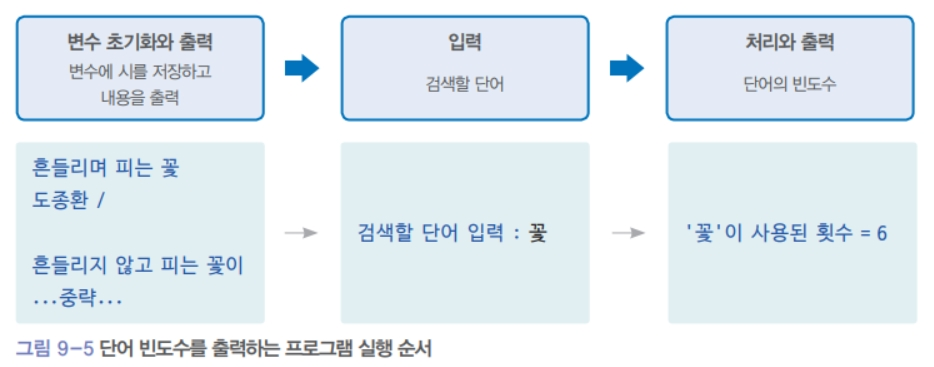 변수 초기화와 출력
변수에 시를 저장하고
내용을 출력
입력
검색할 단어
처리와 출력
단어의 빈도수
흔들리며 피는 꽃
도종환 /
흔들리지 않고 피는 꽃이
...중략...
검색할 단어 입력 : 꽃
'꽃'이 사용된 횟수 = 6
그림 9-5 단어 빈도수를 출력하는 프로그램 실행 순서